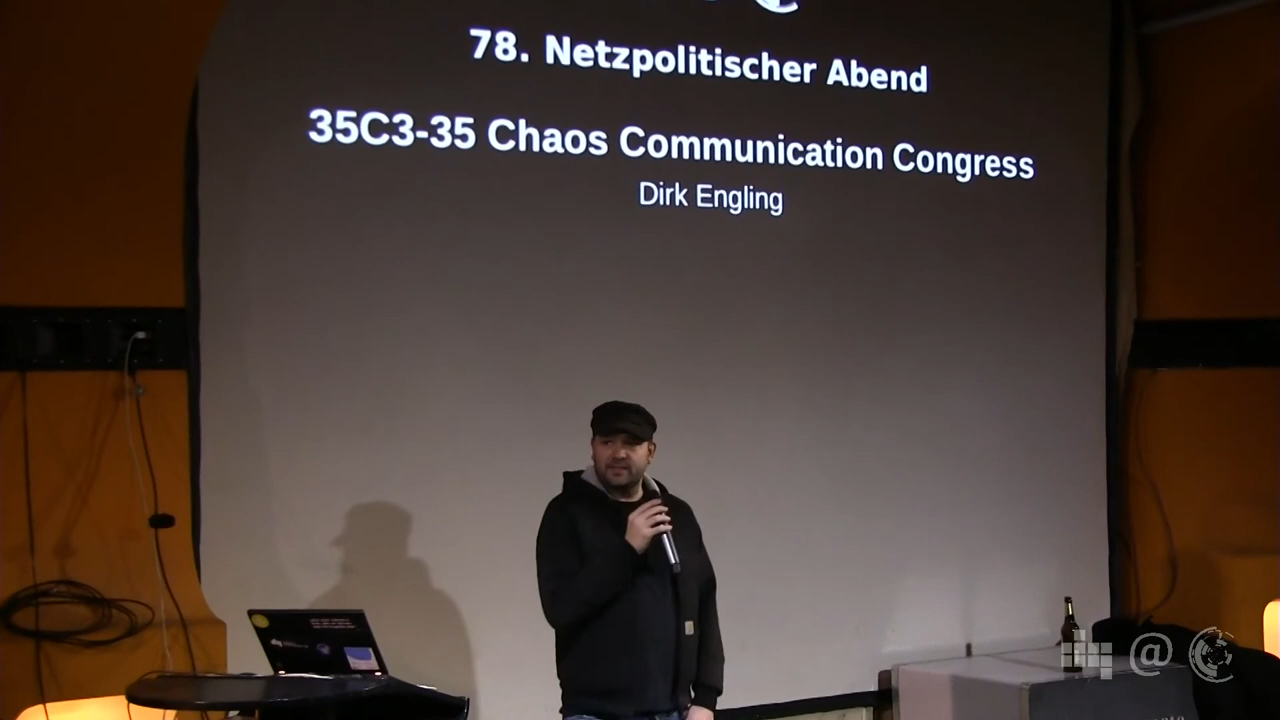 78. Netzpolitischer Abend
35C3-35 Chaos Communication Congress
Dirk Engling
@